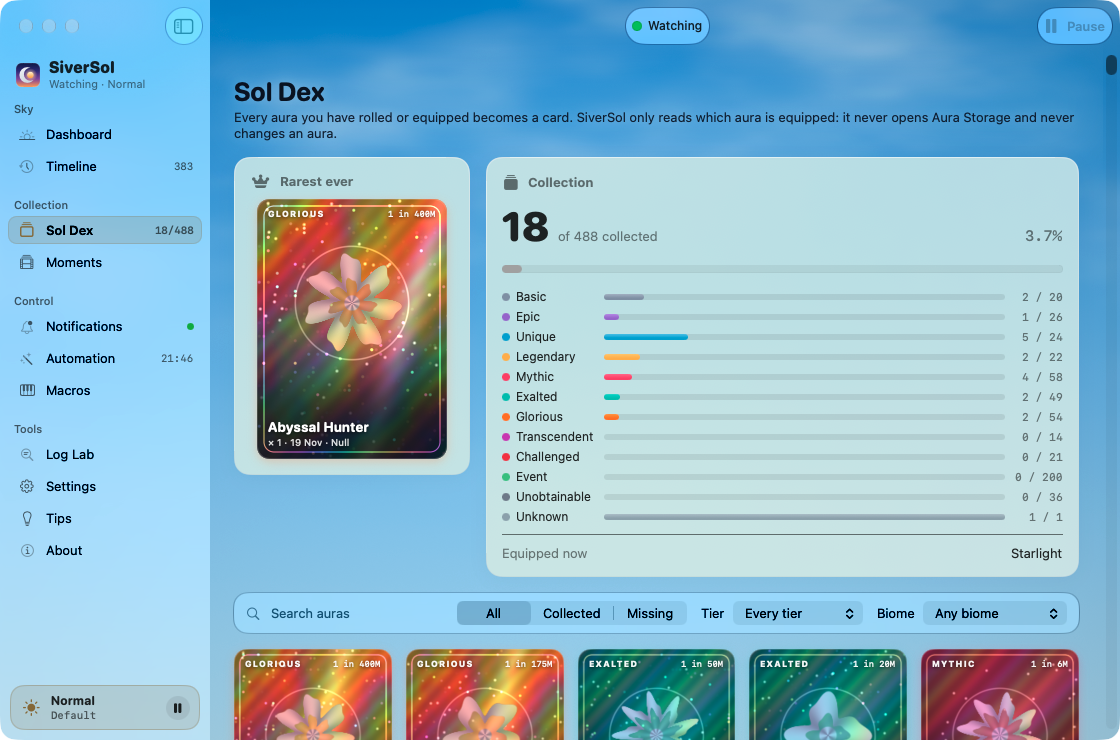 Watching
Pause
SiverSol
Watching · Normal
Sky
Dashboard
Timeline 383
Collection
Sol Dex 18/488
Moments
Control
Notifications
Automation 21:46
Macros
Tools
Log Lab
Settings
Tips
About
Normal
Default
Sol Dex
Every aura you have rolled or equipped becomes a card. SiverSol only reads which aura is equipped: it never opens Aura Storage and never
changes an aura.
Rarest ever
GLORIOUS 1 in 400M
Abyssal Hunter
× 1 · 19 Nov · Null
Collection
18 of 488 collected 3.7%
Basic 2 / 20
Epic 1 / 26
Unique 5 / 24
Legendary 2 / 22
Mythic 4 / 58
Exalted 2 / 49
Glorious 2 / 54
Transcendent 0 / 14
Challenged 0 / 21
Event 0 / 200
Unobtainable 0 / 36
Unknown 1 / 1
Equipped now Starlight
Search auras All Collected Missing Tier Every tier Biome Any biome
GLORIOUS 1 in 400M
GLORIOUS 1 in 175M
EXALTED 1 in 50M
EXALTED 1 in 20M
MYTHIC 1 in 6M